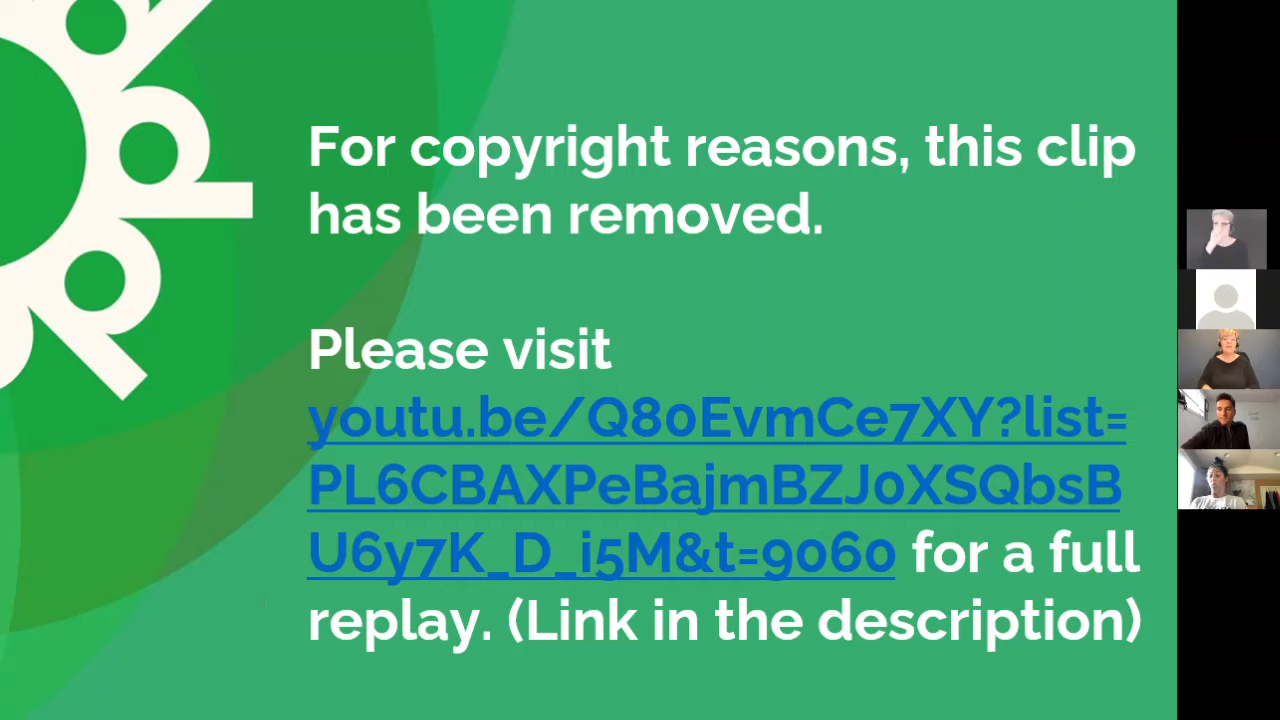 For copyright reasons, this clip
has been removed.
Please visit
youtu.be/Q80EvmCe7XY?list=
PL6CBAXPeBajmBZJ0XSQbsB
U6y7K_D_i5M&t=9060 for a full
replay. (Link in the description)